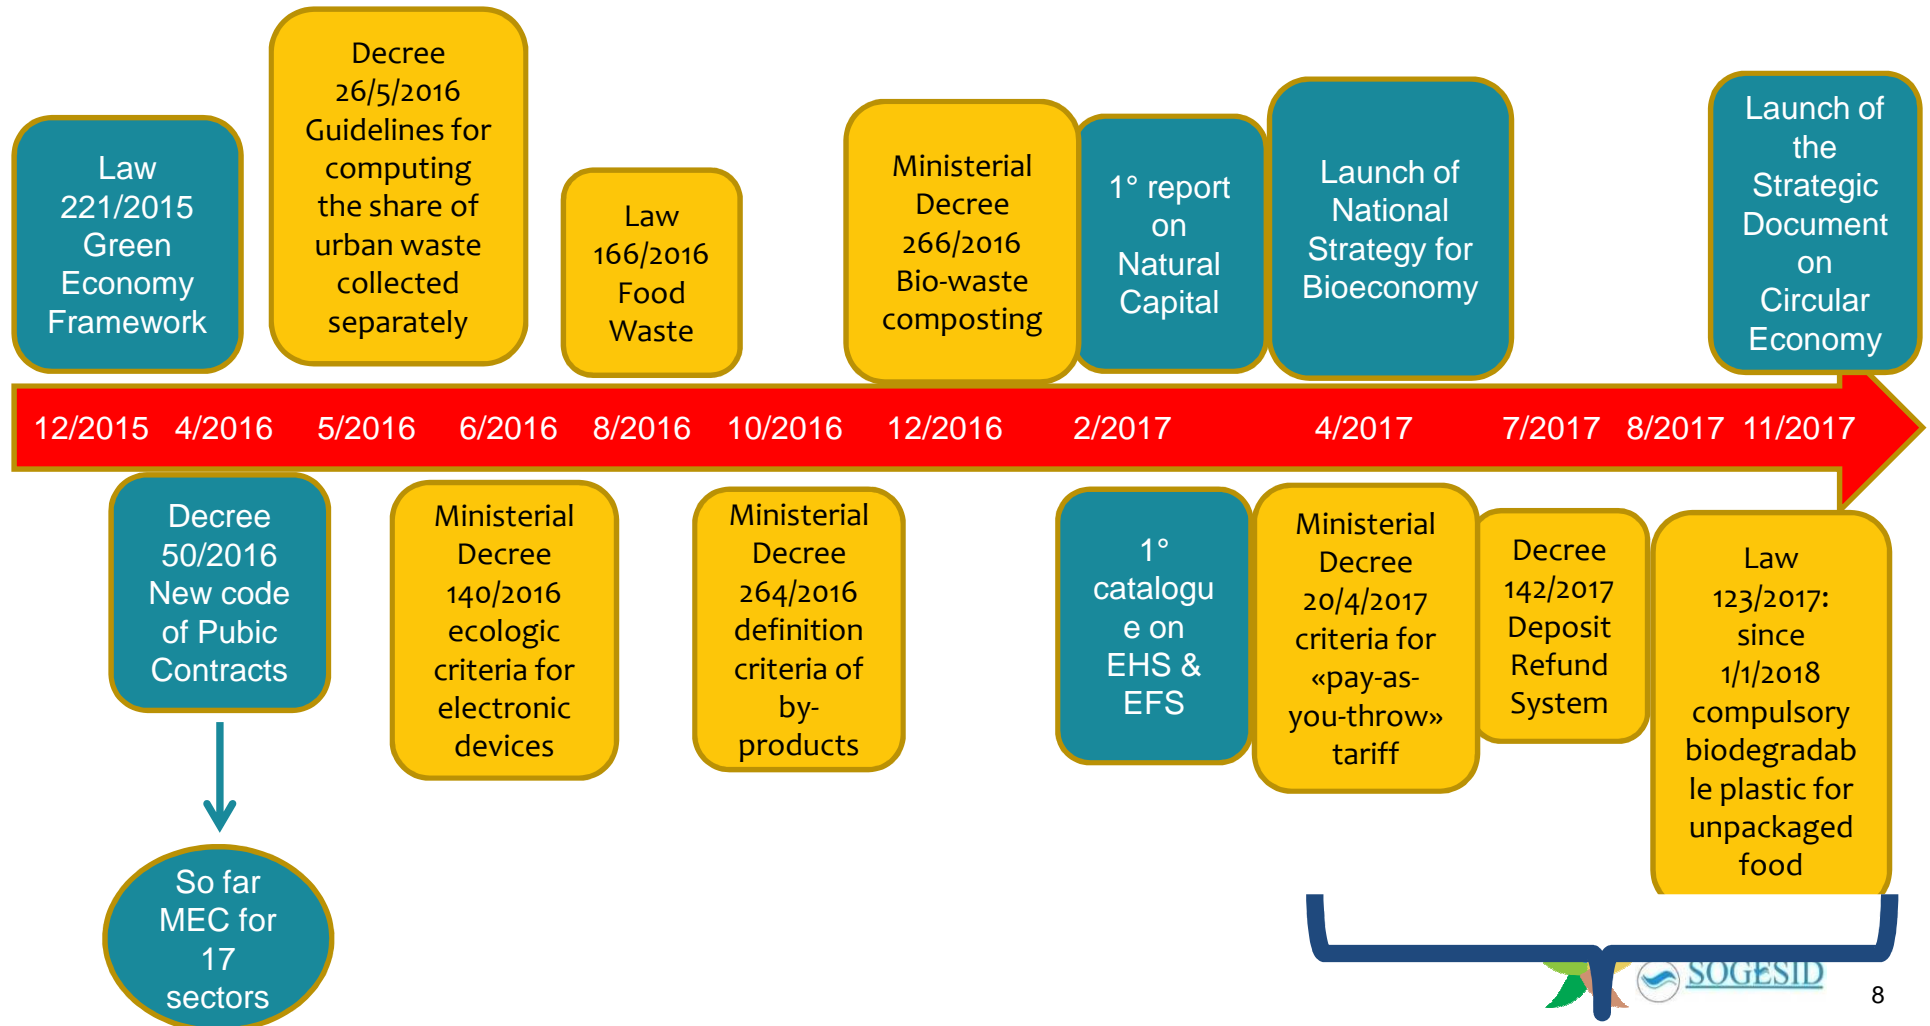 Law
221/2015
Green
Economy
Framework
Decree
26/5/2016
Guidelines for
computing
the share of
urban waste
collected
separately
Law
166/2016
Food
Waste
Ministerial
Decree
266/2016
Bio-waste
composting
1° report
on
Natural
Capital
Launch of
National
Strategy for
Bioeconomy
Launch of
the
Strategic
Document
on
Circular
Economy
12/2015 4/2016 5/2016 6/2016 8/2016 10/2016 12/2016 2/2017 4/2017 7/2017 8/2017 11/2017
Decree
50/2016
New code
of Pubic
Contracts
Ministerial
Decree
140/2016
ecologic
criteria for
electronic
devices
Ministerial
Decree
264/2016
definition
criteria of
by-
products
1°
catalogu
e on
EHS &
EFS
Ministerial
Decree
20/4/2017
criteria for
«pay-as-
you-throw»
tariff
Decree
142/2017
Deposit
Refund
System
Law
123/2017:
since
1/1/2018
compulsory
biodegradab
le plastic for
unpackaged
food
So far
MEC for
17
sectors
SOGESID
8